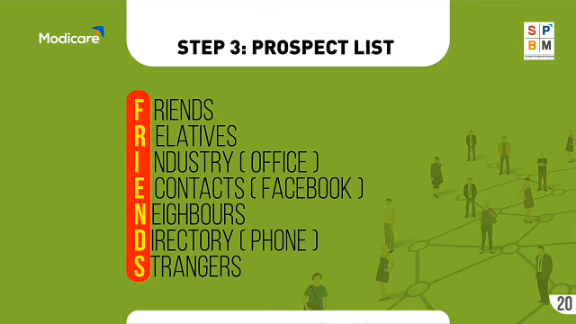 Modicare
STEP 3: PROSPECT LIST
S P
B M
FRIENDS
RELATIVES
INDUSTRY ( OFFICE )
E CONTACTS ( FACEBOOK )
NEIGHBOURS
DIRECTORY ( PHONE )
STRANGERS
20